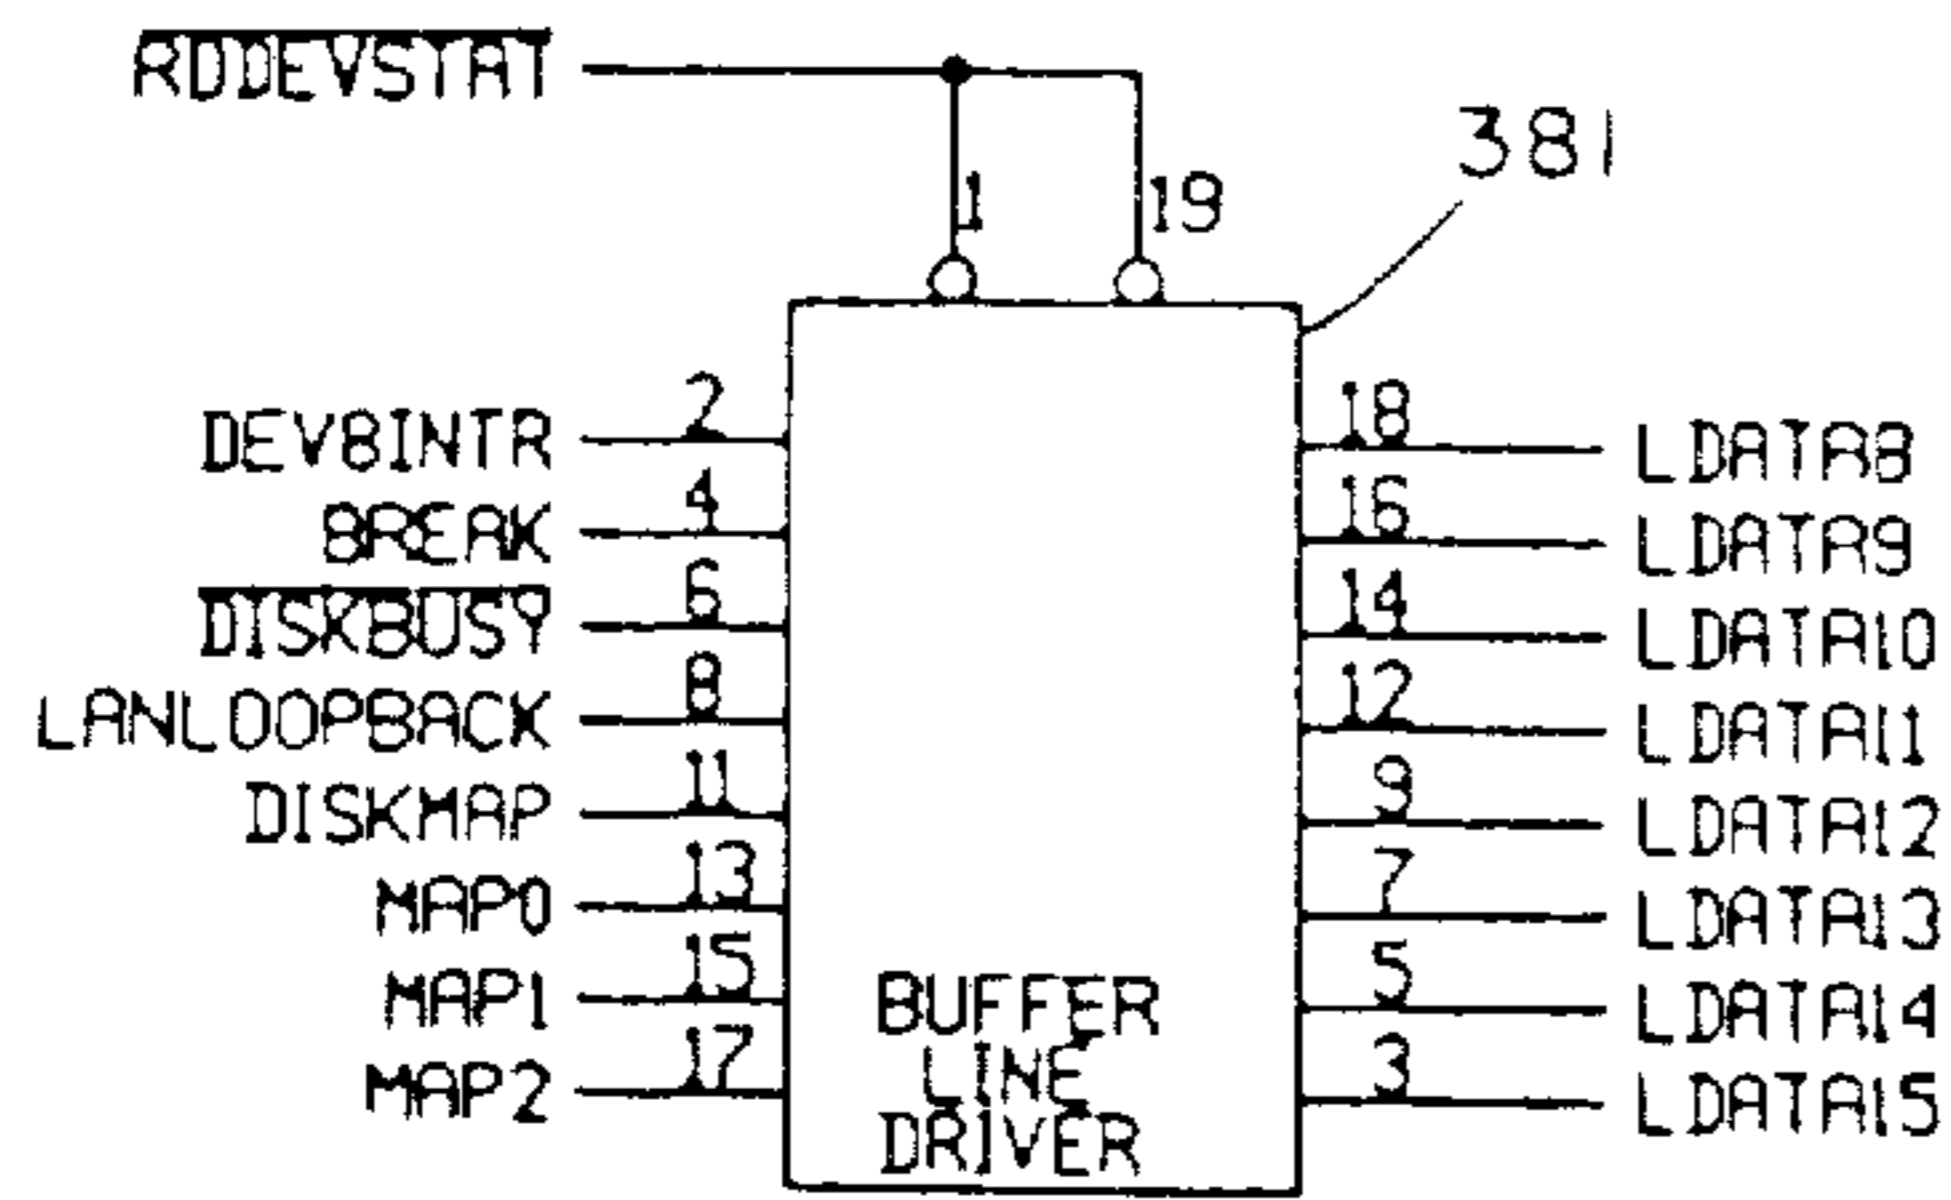 RDDEVSTAT
381
1 19
DEV8INTR 2 18 LDATA8
BREAK 4 16 LDATA9
DISKBUSY 6 14 LDATA10
LANLOOPBACK 8 12 LDATA11
DISKMAP 11 9 LDATA12
MAP0 13 7 LDATA13
MAP1 15 5 LDATA14
MAP2 17 3 LDATA15
BUFFER
LINE
DRIVER